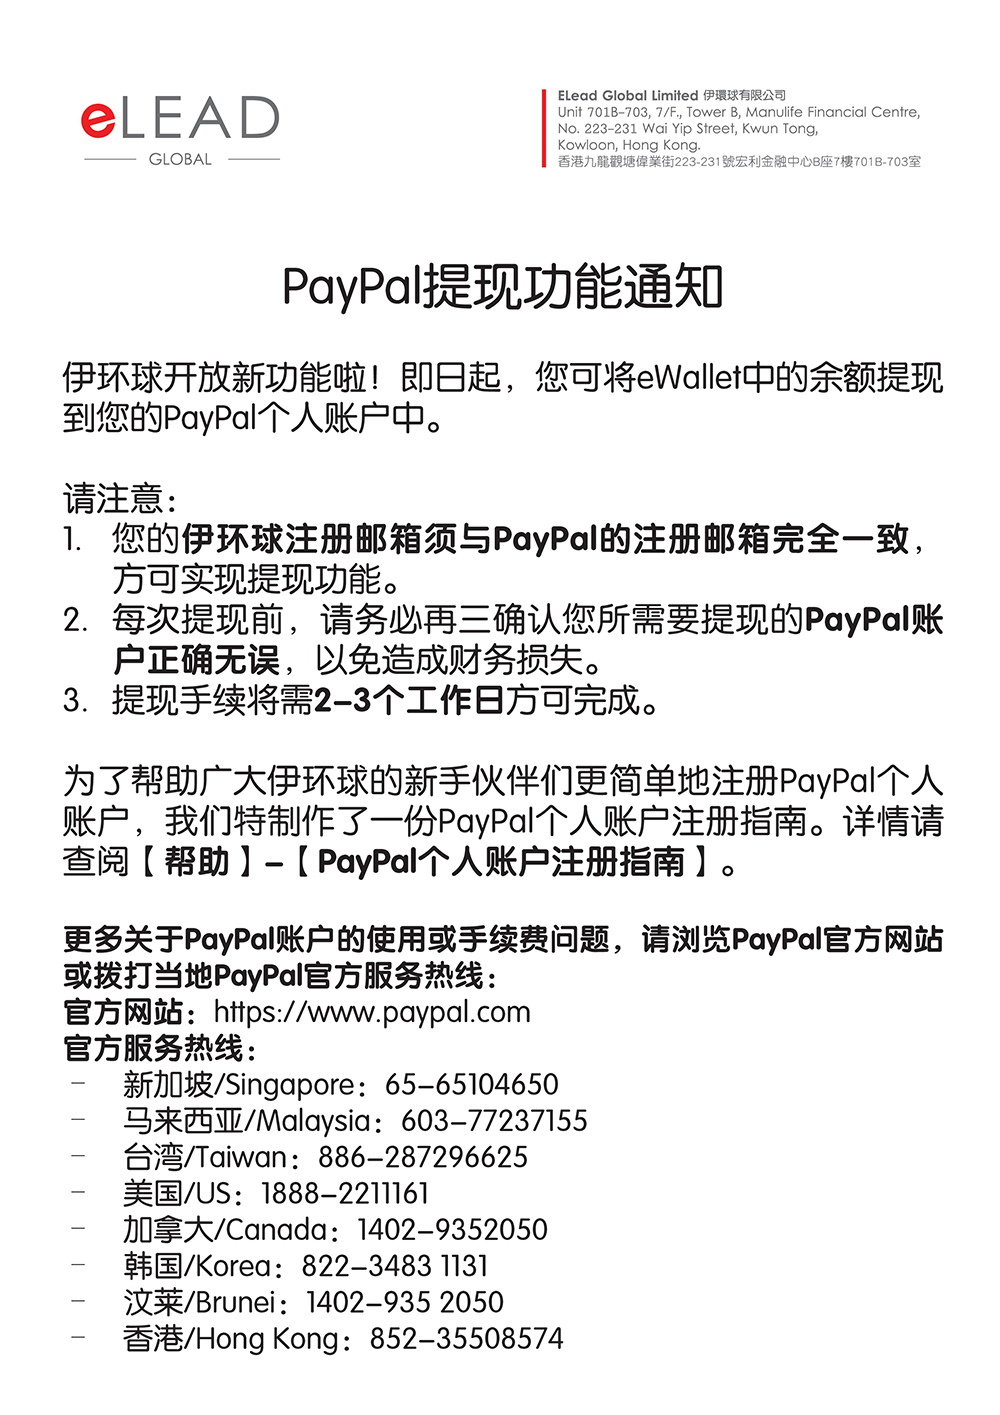 eLEAD
GLOBAL
ELead Global Limited 伊環球有限公司
Unit 701B-703, 7/F., Tower B, Manulife Financial Centre,
No. 223-231 Wai Yip Street, Kwun Tong,
Kowloon, Hong Kong.
香港九龍觀塘偉業街223-231號宏利金融中心B座7樓701B-703室
PayPal提现功能通知
伊环球开放新功能啦！即日起，您可将eWallet中的余额提现
到您的PayPal个人账户中。
请注意：
1. 您的伊环球注册邮箱须与PayPal的注册邮箱完全一致，
方可实现提现功能。
2. 每次提现前，请务必再三确认您所需要提现的PayPal账
户正确无误，以免造成财务损失。
3. 提现手续将需2-3个工作日方可完成。
为了帮助广大伊环球的新手伙伴们更简单地注册PayPal个人
账户，我们特制作了一份PayPal个人账户注册指南。详情请
查阅【帮助】-【PayPal个人账户注册指南】。
更多关于PayPal账户的使用或手续费问题，请浏览PayPal官方网站
或拨打当地PayPal官方服务热线：
官方网站：https://www.paypal.com
官方服务热线：
- 新加坡/Singapore：65-65104650
- 马来西亚/Malaysia：603-77237155
- 台湾/Taiwan：886-287296625
- 美国/US：1888-2211161
- 加拿大/Canada：1402-9352050
- 韩国/Korea：822-3483 1131
- 汶莱/Brunei：1402-935 2050
- 香港/Hong Kong：852-35508574